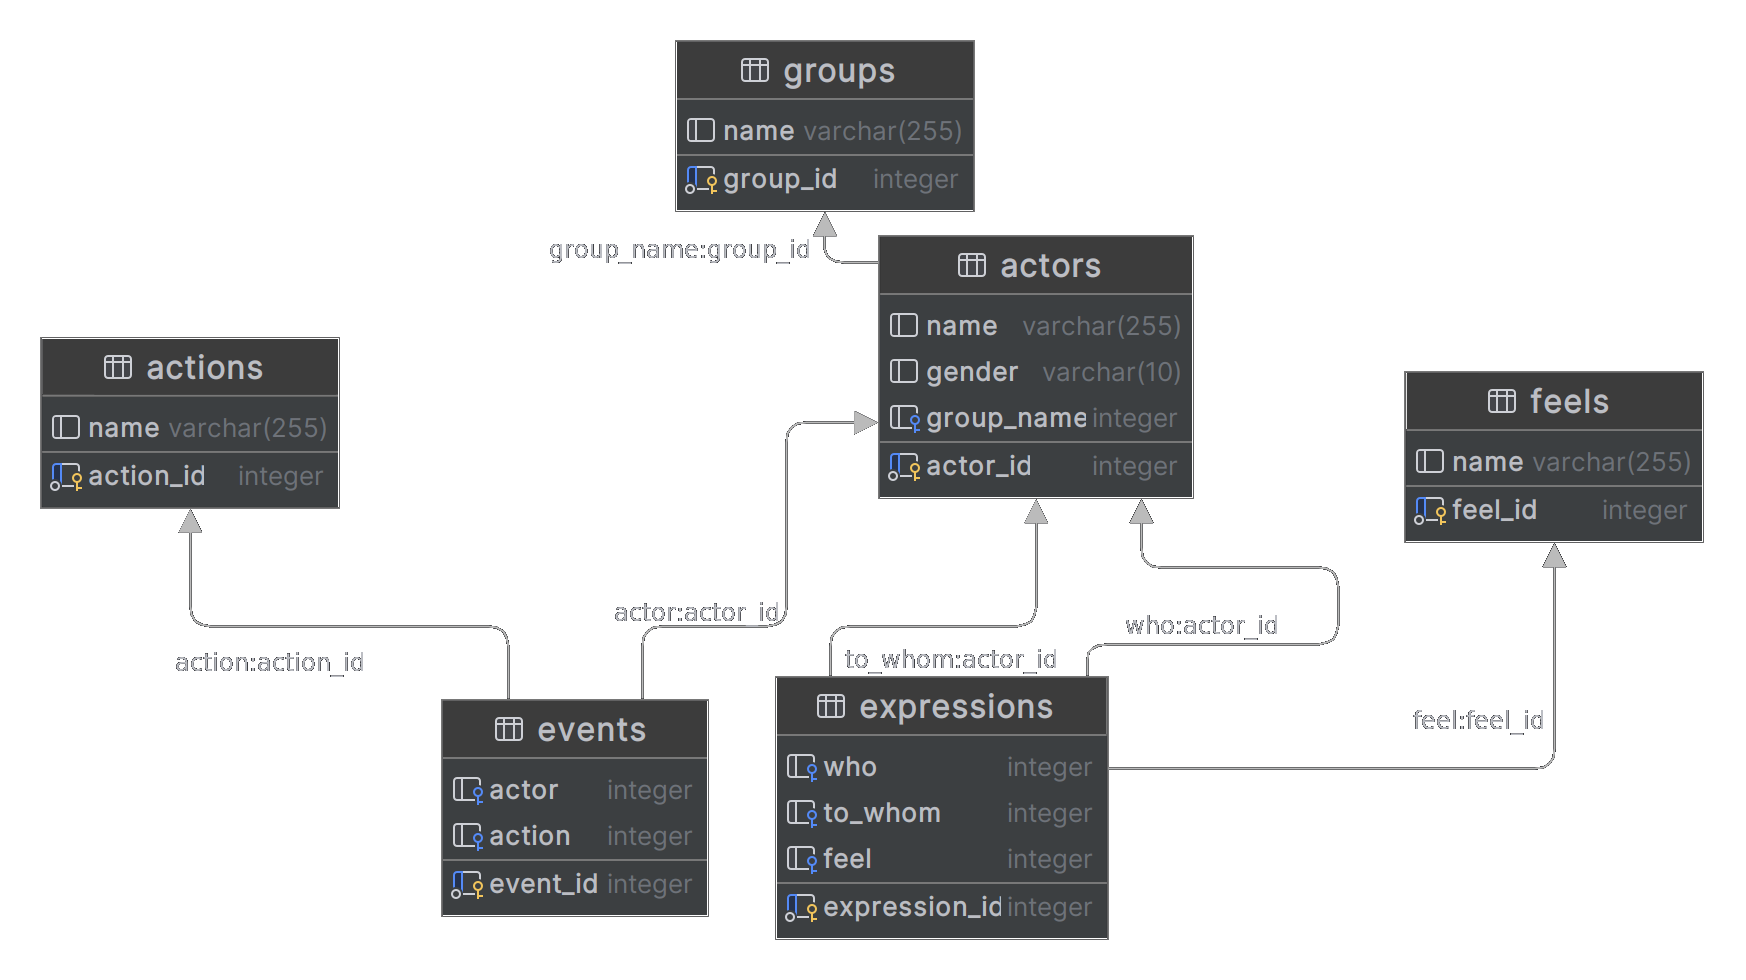 groups
name varchar(255)
group_id integer
group_name:group_id
actors
name varchar(255)
gender varchar(10)
group_name integer
actor_id integer
actions
name varchar(255)
action_id integer
feels
name varchar(255)
feel_id integer
actor:actor_id
who:actor_id
action:action_id
to_whom:actor_id
feel:feel_id
events
actor integer
action integer
event_id integer
expressions
who integer
to_whom integer
feel integer
expression_id integer